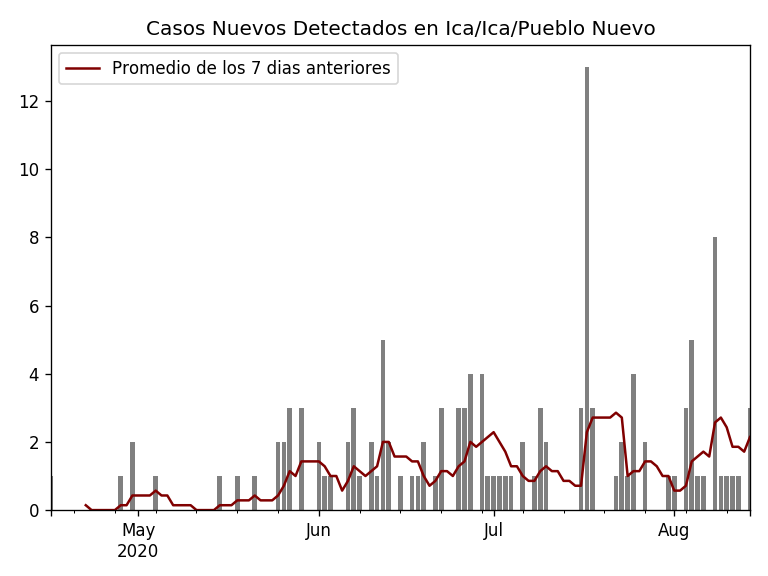 Casos Nuevos Detectados en Ica/Ica/Pueblo Nuevo
Promedio de los 7 dias anteriores
12
10
8
6
4
2
0
May Jun Jul Aug
2020